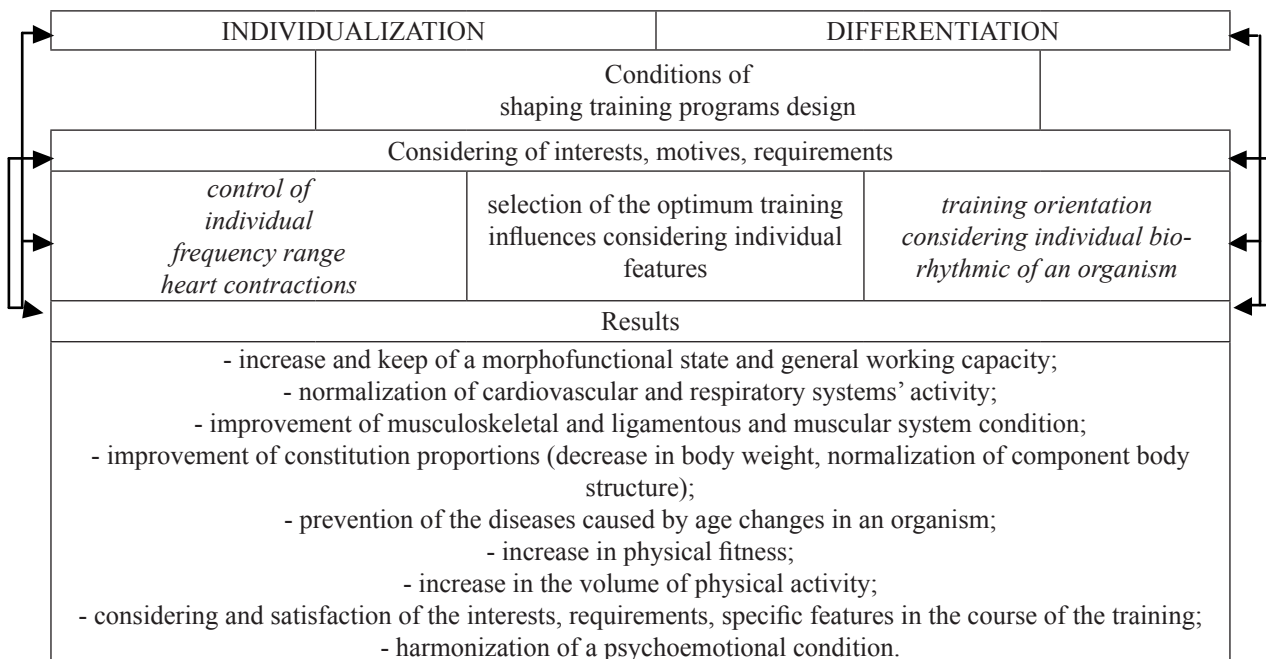 INDIVIDUALIZATION DIFFERENTIATION
Conditions of
shaping training programs design
Considering of interests, motives, requirements
control of
individual
frequency range
heart contractions
selection of the optimum training
influences considering individual
features
training orientation
considering individual bio-
rhythmic of an organism
Results
- increase and keep of a morphofunctional state and general working capacity;
- normalization of cardiovascular and respiratory systems’ activity;
- improvement of musculoskeletal and ligamentous and muscular system condition;
- improvement of constitution proportions (decrease in body weight, normalization of component body
structure);
- prevention of the diseases caused by age changes in an organism;
- increase in physical fitness;
- increase in the volume of physical activity;
- considering and satisfaction of the interests, requirements, specific features in the course of the training;
- harmonization of a psychoemotional condition.